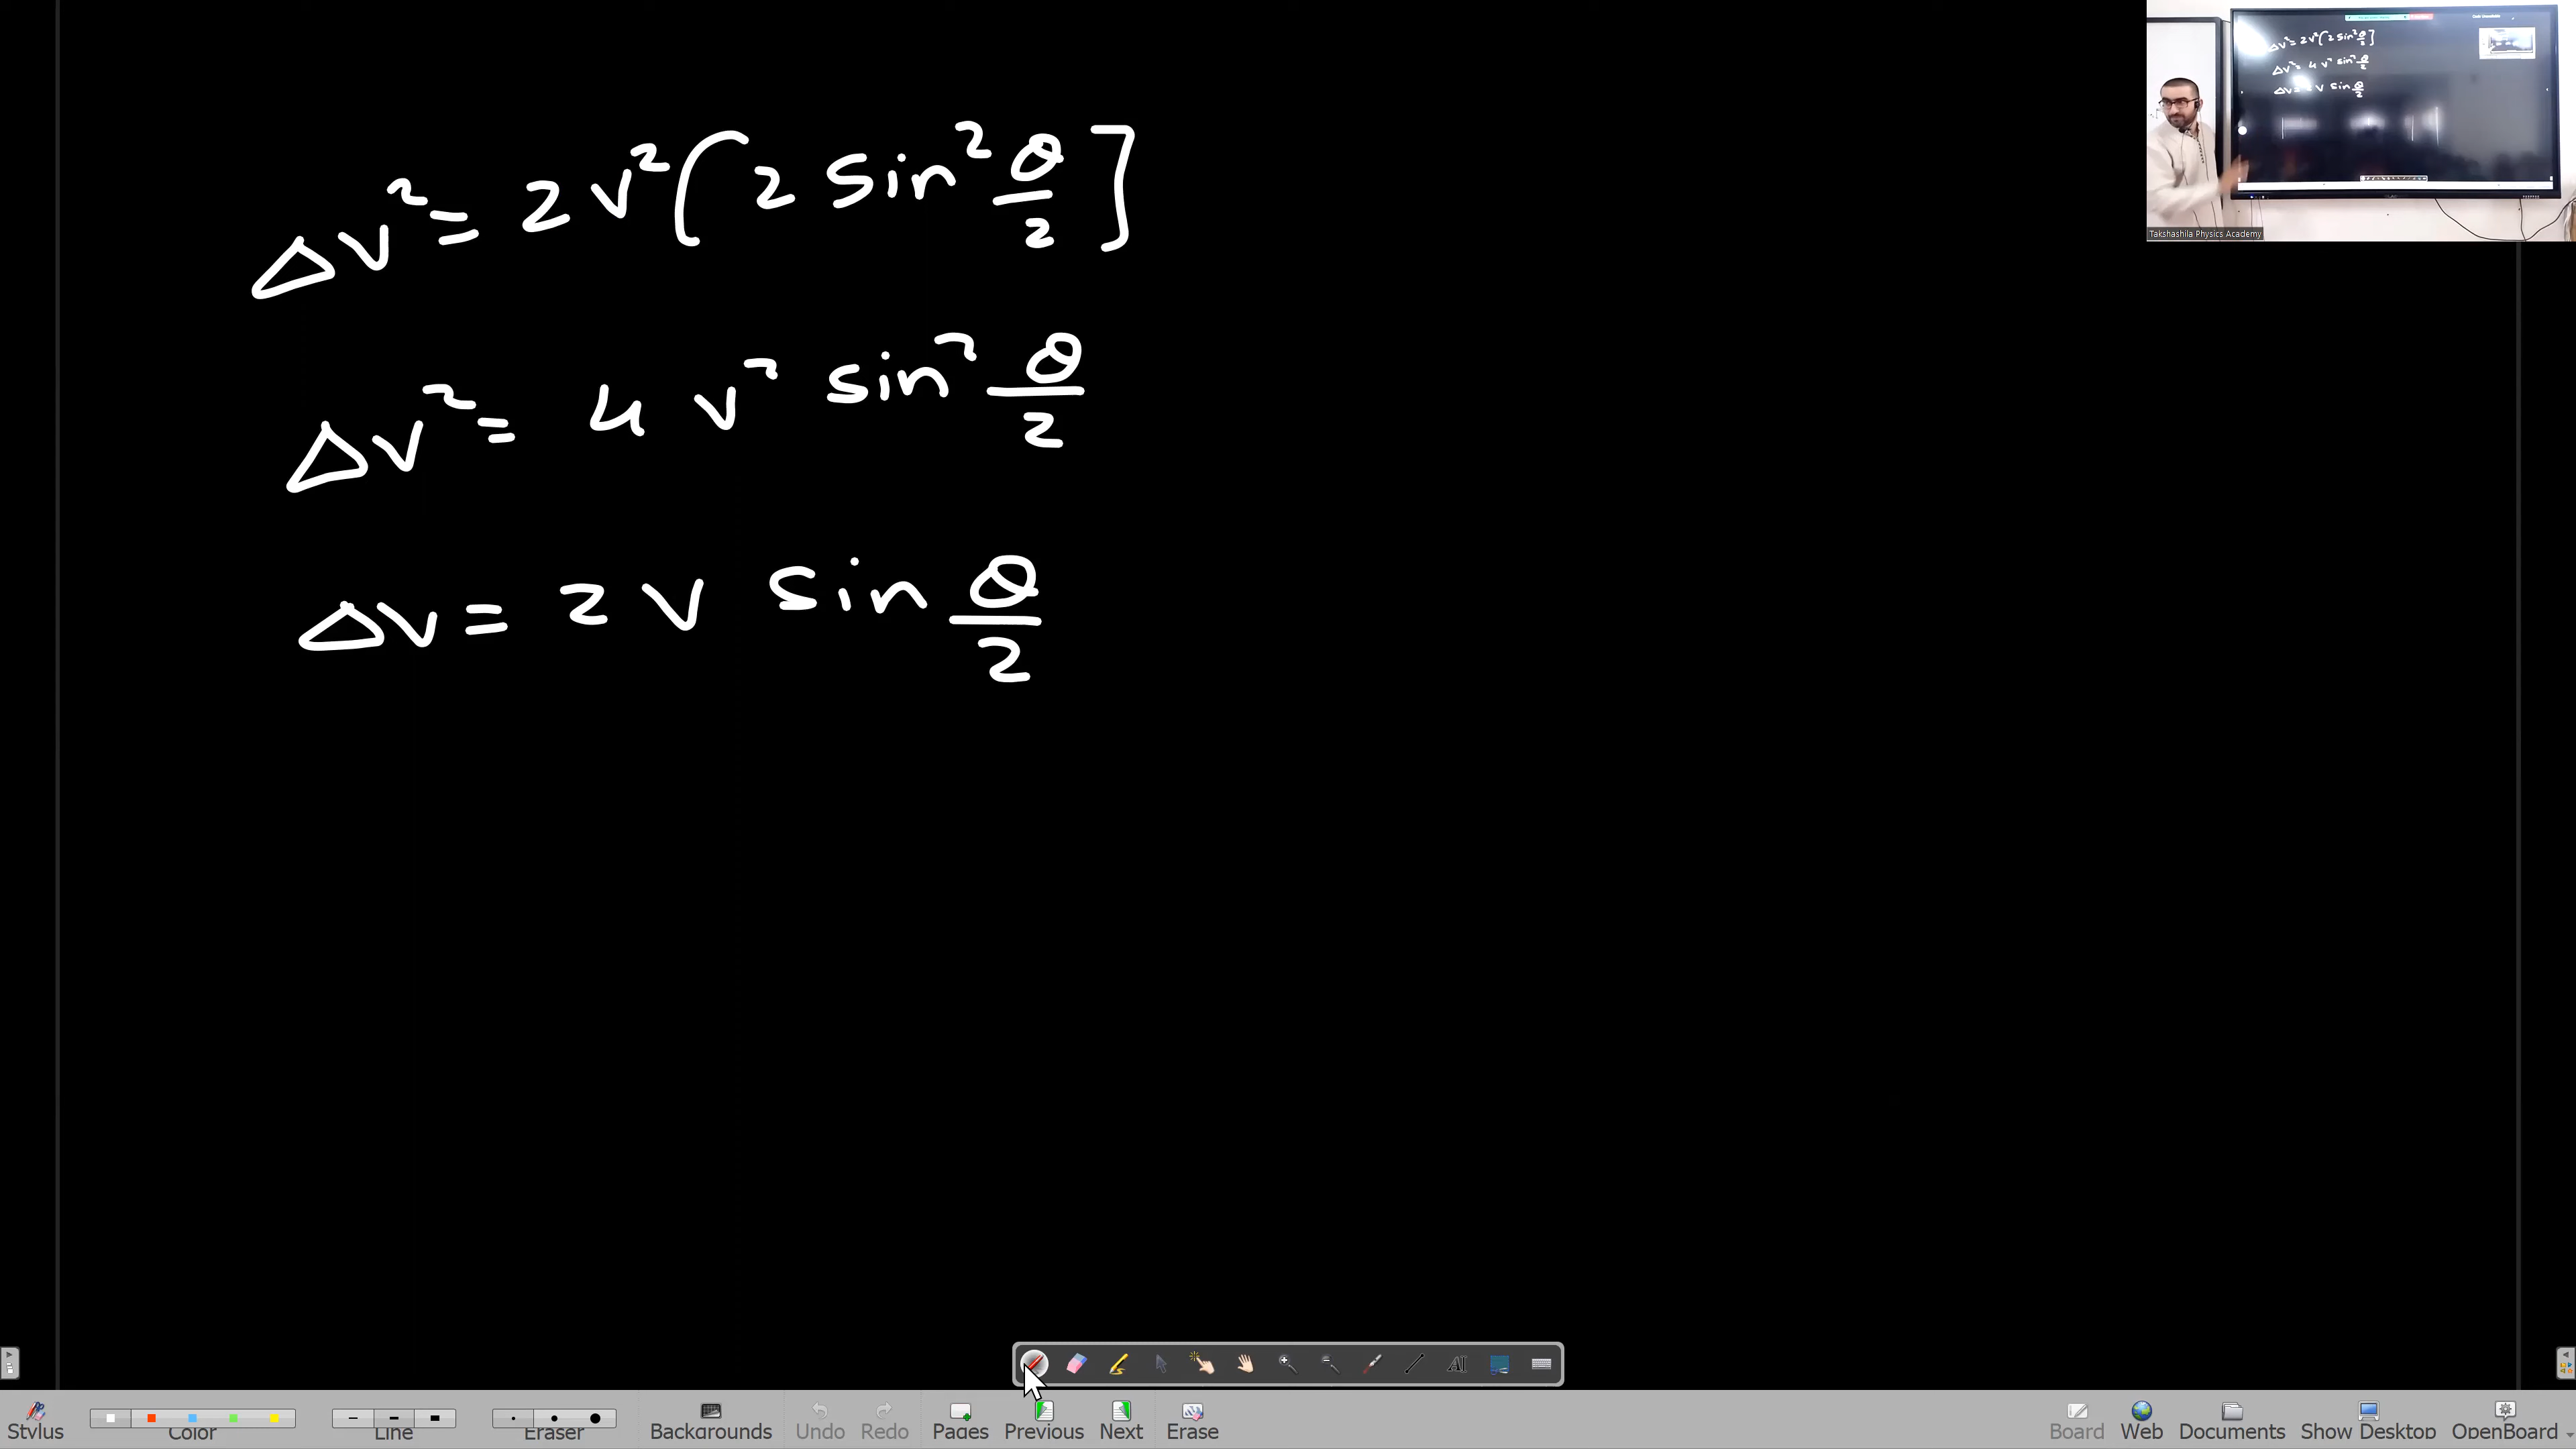 Δv² = 2v² [2 sin² θ/2]
Δv² = 4 v² sin² θ/2
Δv = 2 v sin θ/2
Takshashila Physics Academy
Stylus Color Line Eraser Backgrounds Undo Redo Pages Previous Next Erase Board Web Documents Show Desktop OpenBoard